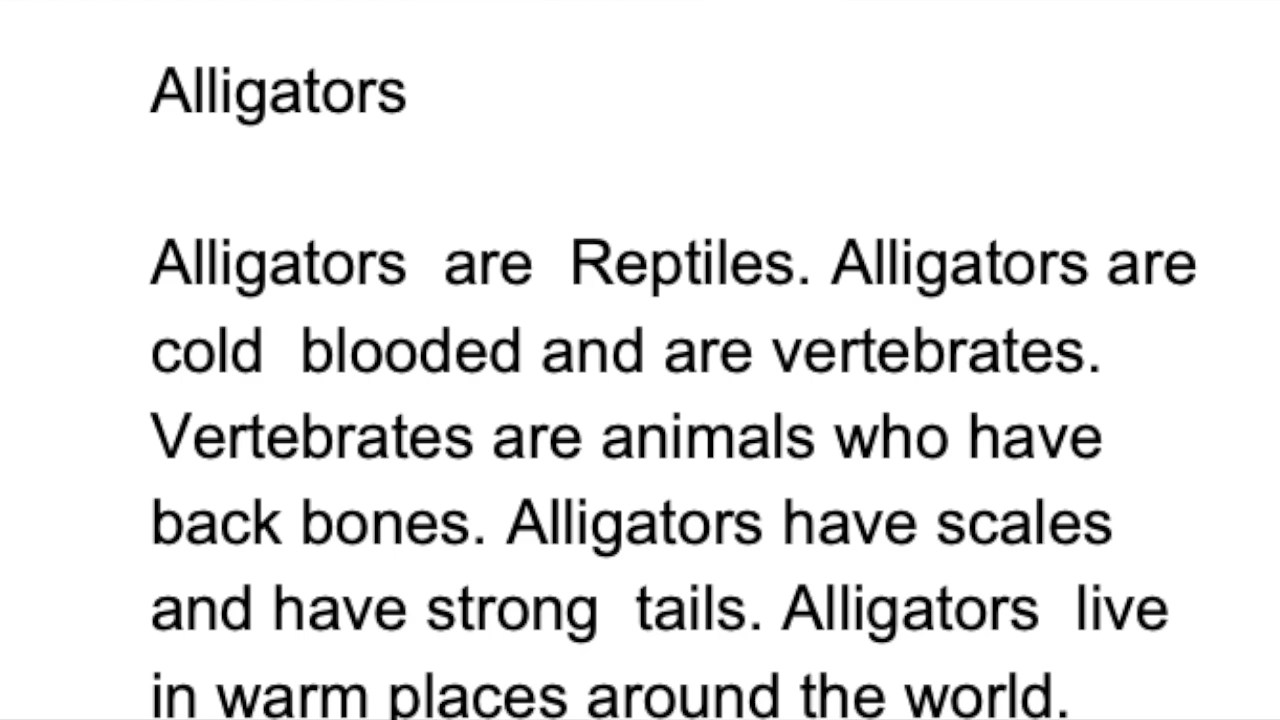 Alligators
Alligators  are  Reptiles. Alligators are
cold  blooded and are vertebrates.
Vertebrates are animals who have
back bones. Alligators have scales
and have strong  tails. Alligators  live
in warm places around the world.